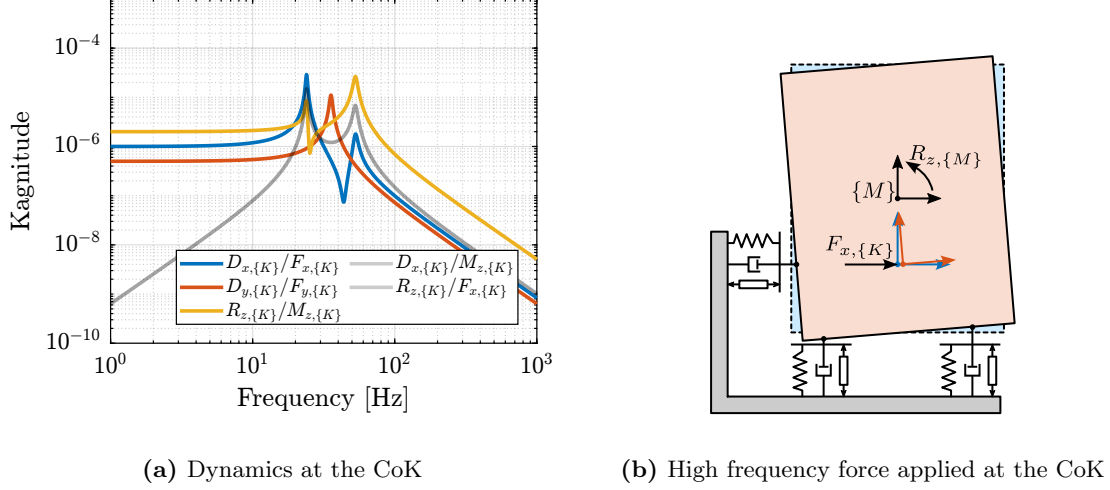 10^{-4}
10^{-6}
10^{-8}
10^{-10}
Kagnitude
10^0 10^1 10^2 10^3
Frequency [Hz]
D_{x,{K}}/F_{x,{K}} D_{x,{K}}/M_{z,{K}}
D_{y,{K}}/F_{y,{K}} R_{z,{K}}/F_{x,{K}}
R_{z,{K}}/M_{z,{K}}
R_{z,{M}}
{M}
F_{x,{K}}
(a) Dynamics at the CoK
(b) High frequency force applied at the CoK